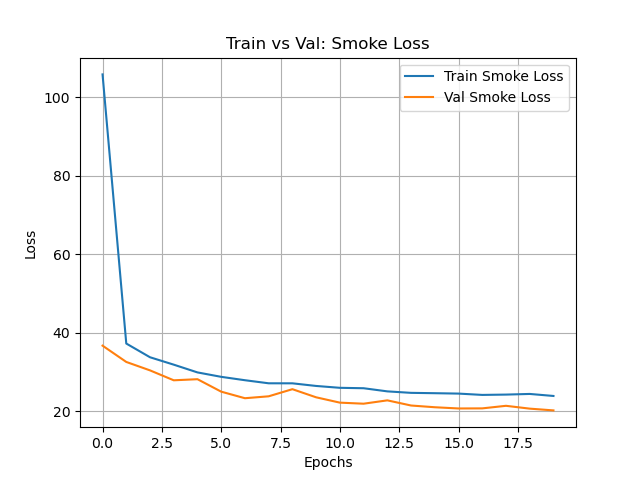 Train vs Val: Smoke Loss
Train Smoke Loss
Val Smoke Loss
100
80
60
40
20
Loss
0.0 2.5 5.0 7.5 10.0 12.5 15.0 17.5
Epochs